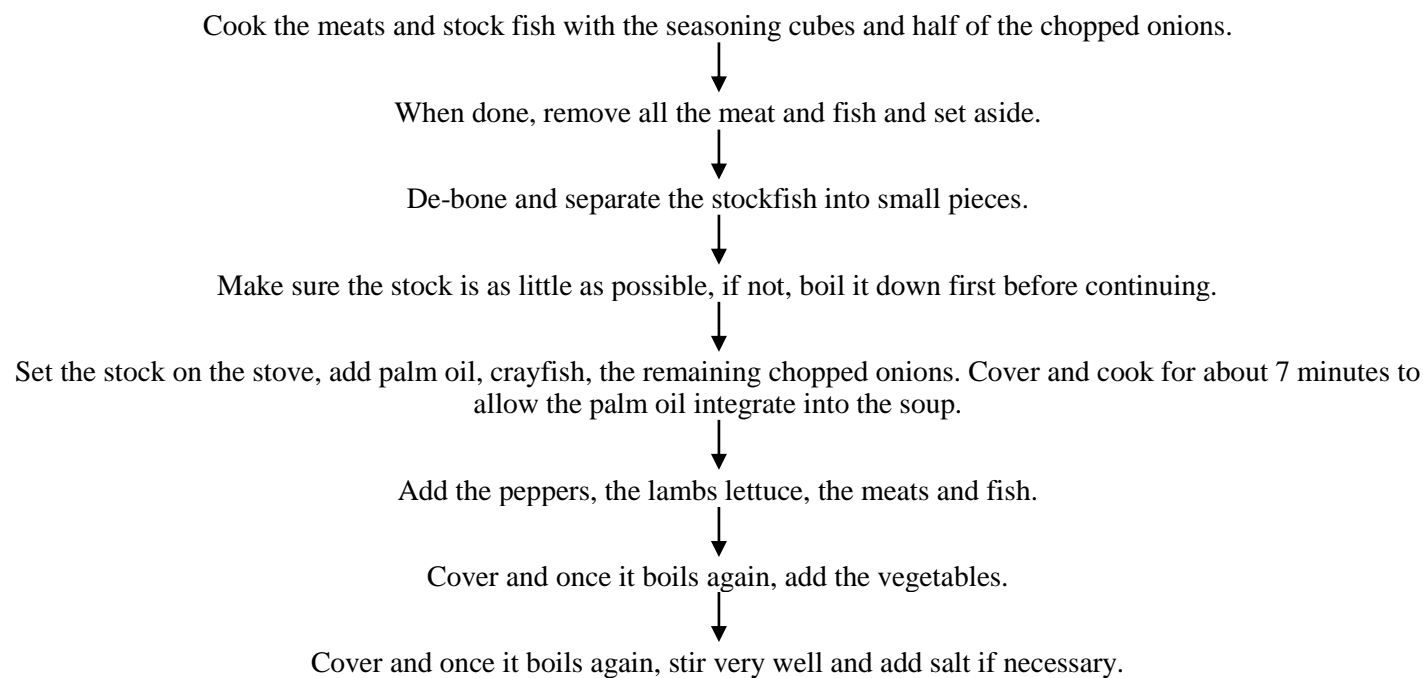 Cook the meats and stock fish with the seasoning cubes and half of the chopped onions.
When done, remove all the meat and fish and set aside.
De-bone and separate the stockfish into small pieces.
Make sure the stock is as little as possible, if not, boil it down first before continuing.
Set the stock on the stove, add palm oil, crayfish, the remaining chopped onions. Cover and cook for about 7 minutes to
allow the palm oil integrate into the soup.
Add the peppers, the lambs lettuce, the meats and fish.
Cover and once it boils again, add the vegetables.
Cover and once it boils again, stir very well and add salt if necessary.